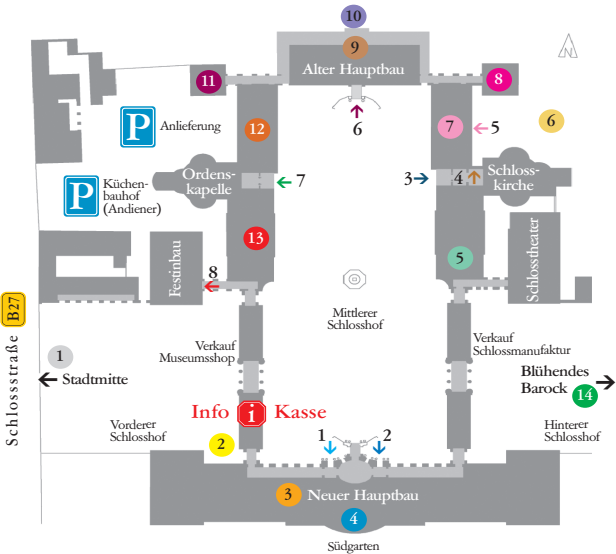 10
9
Alter Hauptbau
N
11
8
6
P
Anlieferung
12
7
5
6
P
Küchen-
bauhof
(Andiener)
Ordens-
kapelle
7
3
4
Schloss-
kirche
13
5
Festinbau
8
Schlosstheater
Mittlerer
Schlosshof
B27
Schlossstraße
1
Stadtmitte
Verkauf
Museumsshop
Verkauf
Schlossmanufaktur
Blühendes
Barock
14
Info i Kasse
Vorderer
Schlosshof
2
1
2
Hinterer
Schlosshof
3
Neuer Hauptbau
4
Südgarten